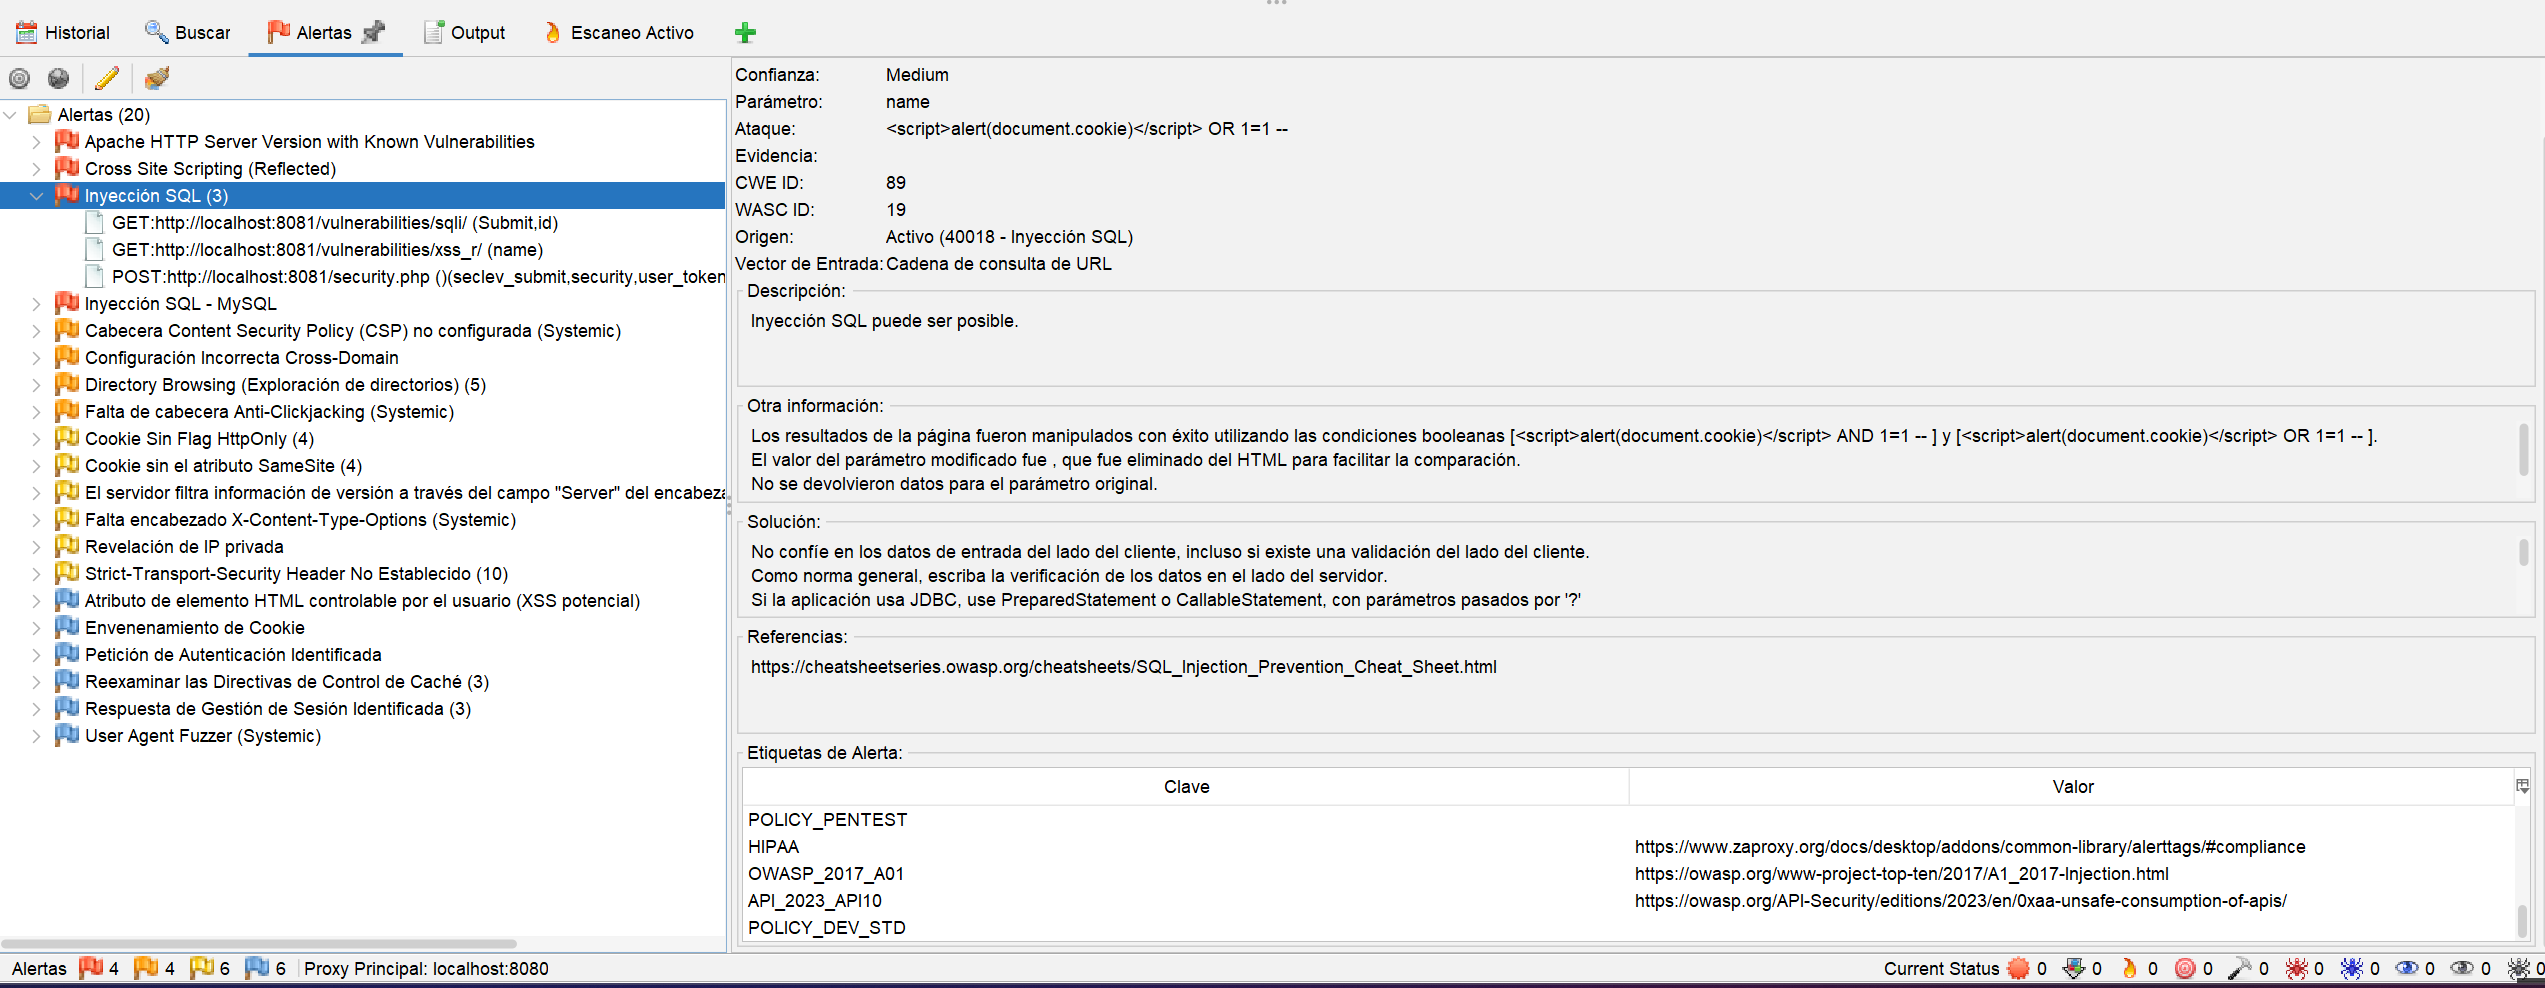 Historial Buscar Alertas Output Escaneo Activo
Alertas (20)
Apache HTTP Server Version with Known Vulnerabilities
Cross Site Scripting (Reflected)
Inyección SQL (3)
GET:http://localhost:8081/vulnerabilities/sqli/ (Submit,id)
GET:http://localhost:8081/vulnerabilities/xss_r/ (name)
POST:http://localhost:8081/security.php ()(seclev_submit,security,user_token
Inyección SQL - MySQL
Cabecera Content Security Policy (CSP) no configurada (Systemic)
Configuración Incorrecta Cross-Domain
Directory Browsing (Exploración de directorios) (5)
Falta de cabecera Anti-Clickjacking (Systemic)
Cookie Sin Flag HttpOnly (4)
Cookie sin el atributo SameSite (4)
El servidor filtra información de versión a través del campo "Server" del encabeza
Falta encabezado X-Content-Type-Options (Systemic)
Revelación de IP privada
Strict-Transport-Security Header No Establecido (10)
Atributo de elemento HTML controlable por el usuario (XSS potencial)
Envenenamiento de Cookie
Petición de Autenticación Identificada
Reexaminar las Directivas de Control de Caché (3)
Respuesta de Gestión de Sesión Identificada (3)
User Agent Fuzzer (Systemic)
Confianza: Medium
Parámetro: name
Ataque: <script>alert(document.cookie)</script> OR 1=1 --
Evidencia:
CWE ID: 89
WASC ID: 19
Origen: Activo (40018 - Inyección SQL)
Vector de Entrada: Cadena de consulta de URL
Descripción:
Inyección SQL puede ser posible.
Otra información:
Los resultados de la página fueron manipulados con éxito utilizando las condiciones booleanas [<script>alert(document.cookie)</script> AND 1=1 -- ] y [<script>alert(document.cookie)</script> OR 1=1 -- ].
El valor del parámetro modificado fue , que fue eliminado del HTML para facilitar la comparación.
No se devolvieron datos para el parámetro original.
Solución:
No confíe en los datos de entrada del lado del cliente, incluso si existe una validación del lado del cliente.
Como norma general, escriba la verificación de los datos en el lado del servidor.
Si la aplicación usa JDBC, use PreparedStatement o CallableStatement, con parámetros pasados por '?'
Referencias:
https://cheatsheetseries.owasp.org/cheatsheets/SQL_Injection_Prevention_Cheat_Sheet.html
Etiquetas de Alerta:
Clave Valor
POLICY_PENTEST
HIPAA https://www.zaproxy.org/docs/desktop/addons/common-library/alerttags/#compliance
OWASP_2017_A01 https://owasp.org/www-project-top-ten/2017/A1_2017-Injection.html
API_2023_API10 https://owasp.org/API-Security/editions/2023/en/0xaa-unsafe-consumption-of-apis/
POLICY_DEV_STD
Alertas 4 4 6 6 Proxy Principal: localhost:8080 Current Status 0 0 0 0 0 0 0 0 0 0